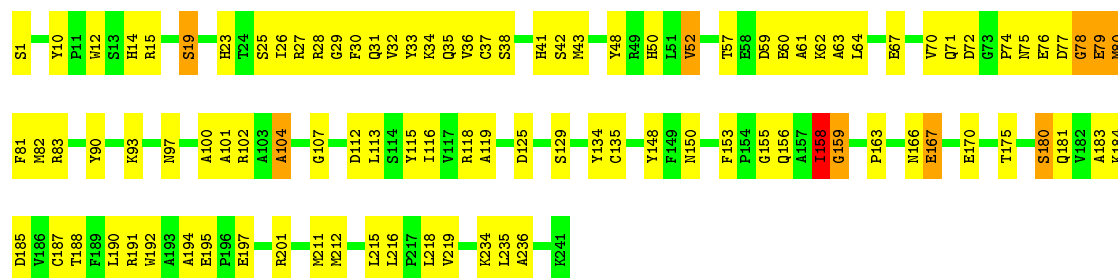 S1 Y10 P11 W12 S13 H14 R15 S19 H23 T24 S25 I26 R27 R28 G29 F30 Q31 V32 Y33 K34 Q35 V36 C37 S38 H41 S42 M43 Y48 R49 H50 L51 V52 T57 E58 D59 E60 A61 K62 A63 L64 E67 V70 Q71 D72 G73 P74 N75 E76 D77 G78 E79 M80
F81 M82 R83 Y90 K93 N97 A100 A101 R102 A103 A104 G107 D112 L113 S114 Y115 I116 V117 R118 A119 D125 S129 Y134 C135 Y148 F149 N150 F153 P154 G155 Q156 A157 I158 G159 P163 N166 E167 E170 T175 S180 Q181 V182 A183 K184
D185 V186 C187 T188 F189 L190 R191 W192 A193 A194 E195 P196 E197 R201 M211 M212 L215 L216 P217 L218 V219 K234 L235 A236 K241